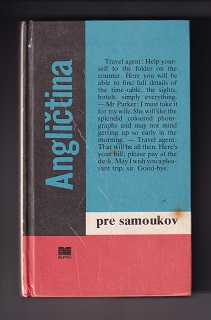 Angličtina
Travel agent: Help your-
self to the folder on the
counter. Here you will be
able to find full details of
the time-table, the sights,
hotels, simply everything.
— Mr Parker: I must take it
for my wife. She will like the
splendid coloured photo-
graphs and may not mind
getting up so early in the
morning. — Travel agent:
That will be all then. Here's
your bill; please pay at the
desk. May I wish you a plea-
sant trip, sir. Good-bye.
pre samoukov
SPN